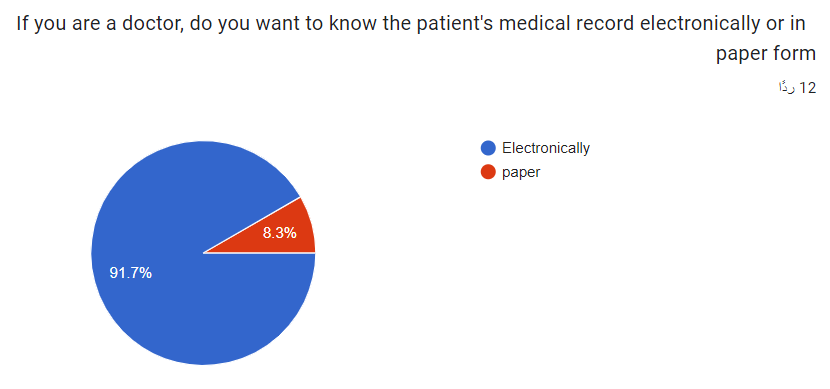 If you are a doctor, do you want to know the patient's medical record electronically or in
paper form
12 ردًا
Electronically
paper
8.3%
91.7%